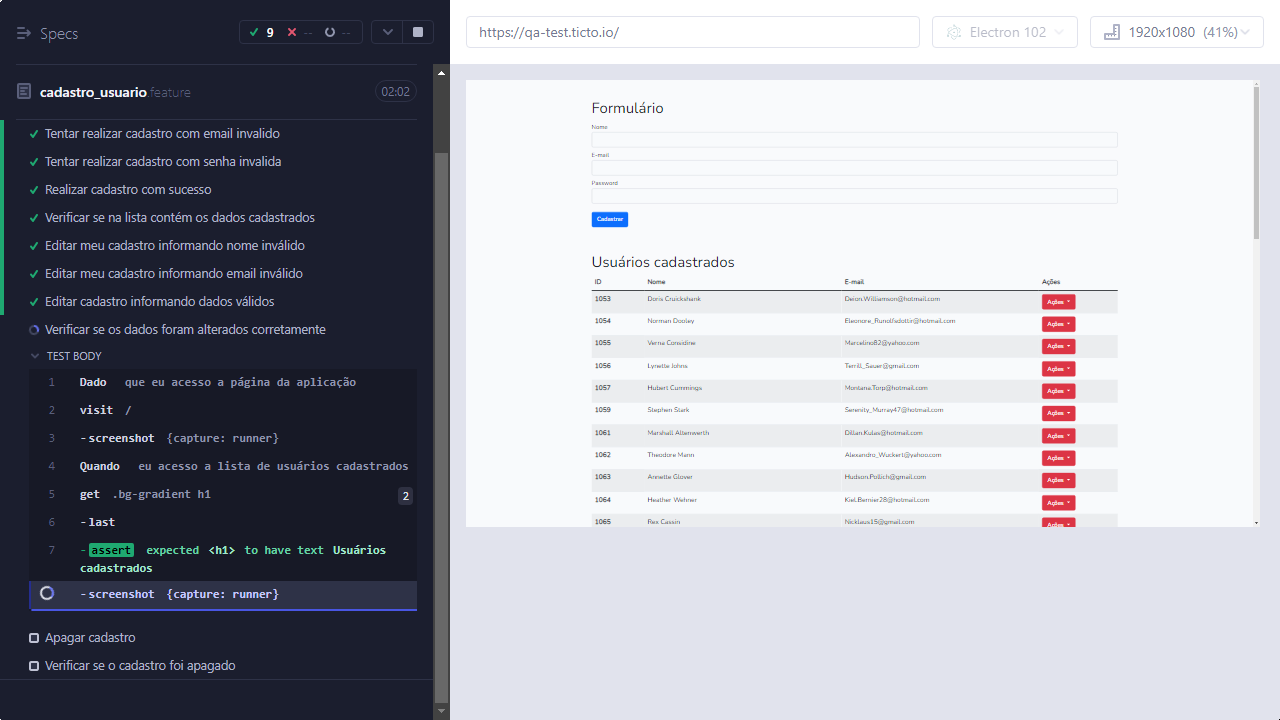 Specs
9
--
--
cadastro_usuario.feature
02:02
Tentar realizar cadastro com email invalido
Tentar realizar cadastro com senha invalida
Realizar cadastro com sucesso
Verificar se na lista contém os dados cadastrados
Editar meu cadastro informando nome inválido
Editar meu cadastro informando email inválido
Editar cadastro informando dados válidos
Verificar se os dados foram alterados corretamente
TEST BODY
1 Dado que eu acesso a página da aplicação
2 visit /
3 -screenshot {capture: runner}
4 Quando eu acesso a lista de usuários cadastrados
5 get .bg-gradient h1 2
6 -last
7 -assert expected <h1> to have text Usuários
cadastrados
-screenshot {capture: runner}
Apagar cadastro
Verificar se o cadastro foi apagado
https://qa-test.ticto.io/
Electron 102
1920x1080 (41%)
Formulário
Nome
E-mail
Password
Cadastrar
Usuários cadastrados
ID Nome E-mail Ações
1053 Doris Cruickshank Deion.Williamson@hotmail.com Ações
1054 Norman Dooley Eleonore_Runolfsdottir@hotmail.com Ações
1055 Verna Considine Marcelino82@yahoo.com Ações
1056 Lynette Johns Terrill_Sauer@gmail.com Ações
1057 Hubert Cummings Montana.Torp@hotmail.com Ações
1059 Stephen Stark Serenity_Murray47@hotmail.com Ações
1061 Marshall Altenwerth Dillan.Kulas@hotmail.com Ações
1062 Theodore Mann Alexandro_Wuckert@yahoo.com Ações
1063 Annette Glover Hudson.Pollich@gmail.com Ações
1064 Heather Wehner Kiel.Bernier28@hotmail.com Ações
1065 Rex Cassin Nicklaus15@gmail.com Ações